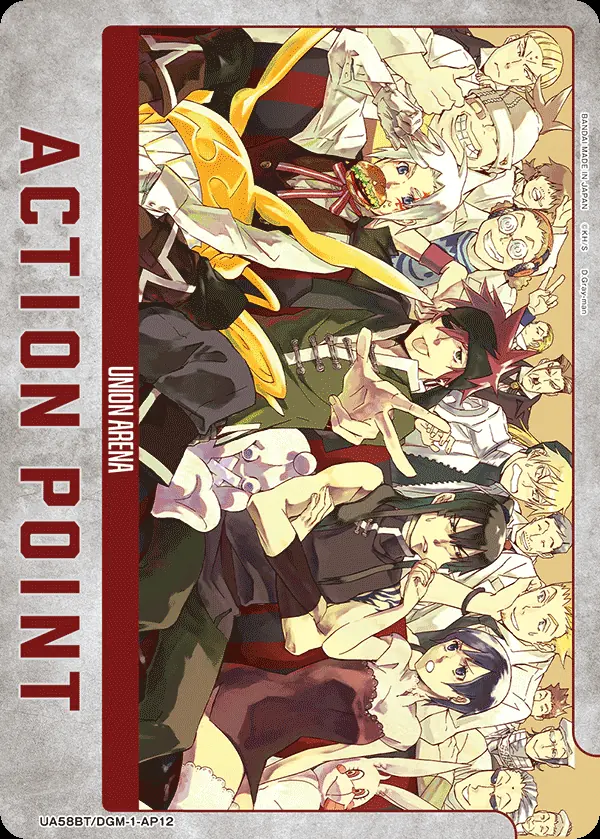 BANDAI MADE IN JAPAN ©KH/S D.Gray-man
UNION ARENA
ACTION POINT
UA58BT/DGM-1-AP12